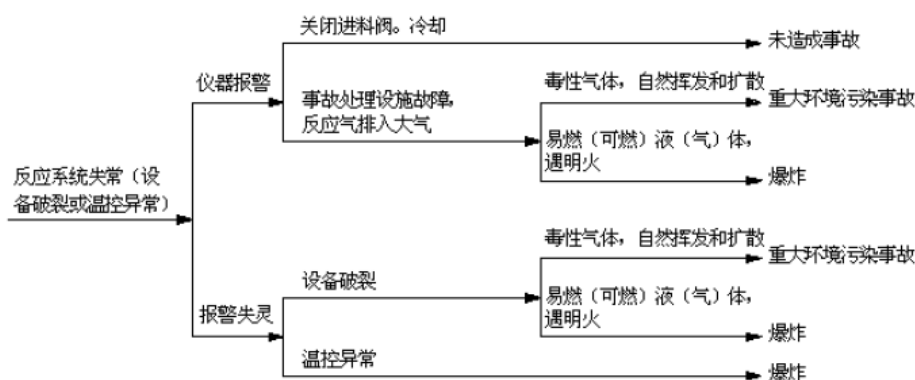 关闭进料阀。冷却
未造成事故
仪器报警
毒性气体，自然挥发和扩散
事故处理设施故障，
反应气排入大气
重大环境污染事故
易燃（可燃）液（气）体，
遇明火
爆炸
反应系统失常（设
备破裂或温控异常）
毒性气体，自然挥发和扩散
重大环境污染事故
设备破裂
易燃（可燃）液（气）体，
遇明火
报警失灵
爆炸
温控异常
爆炸